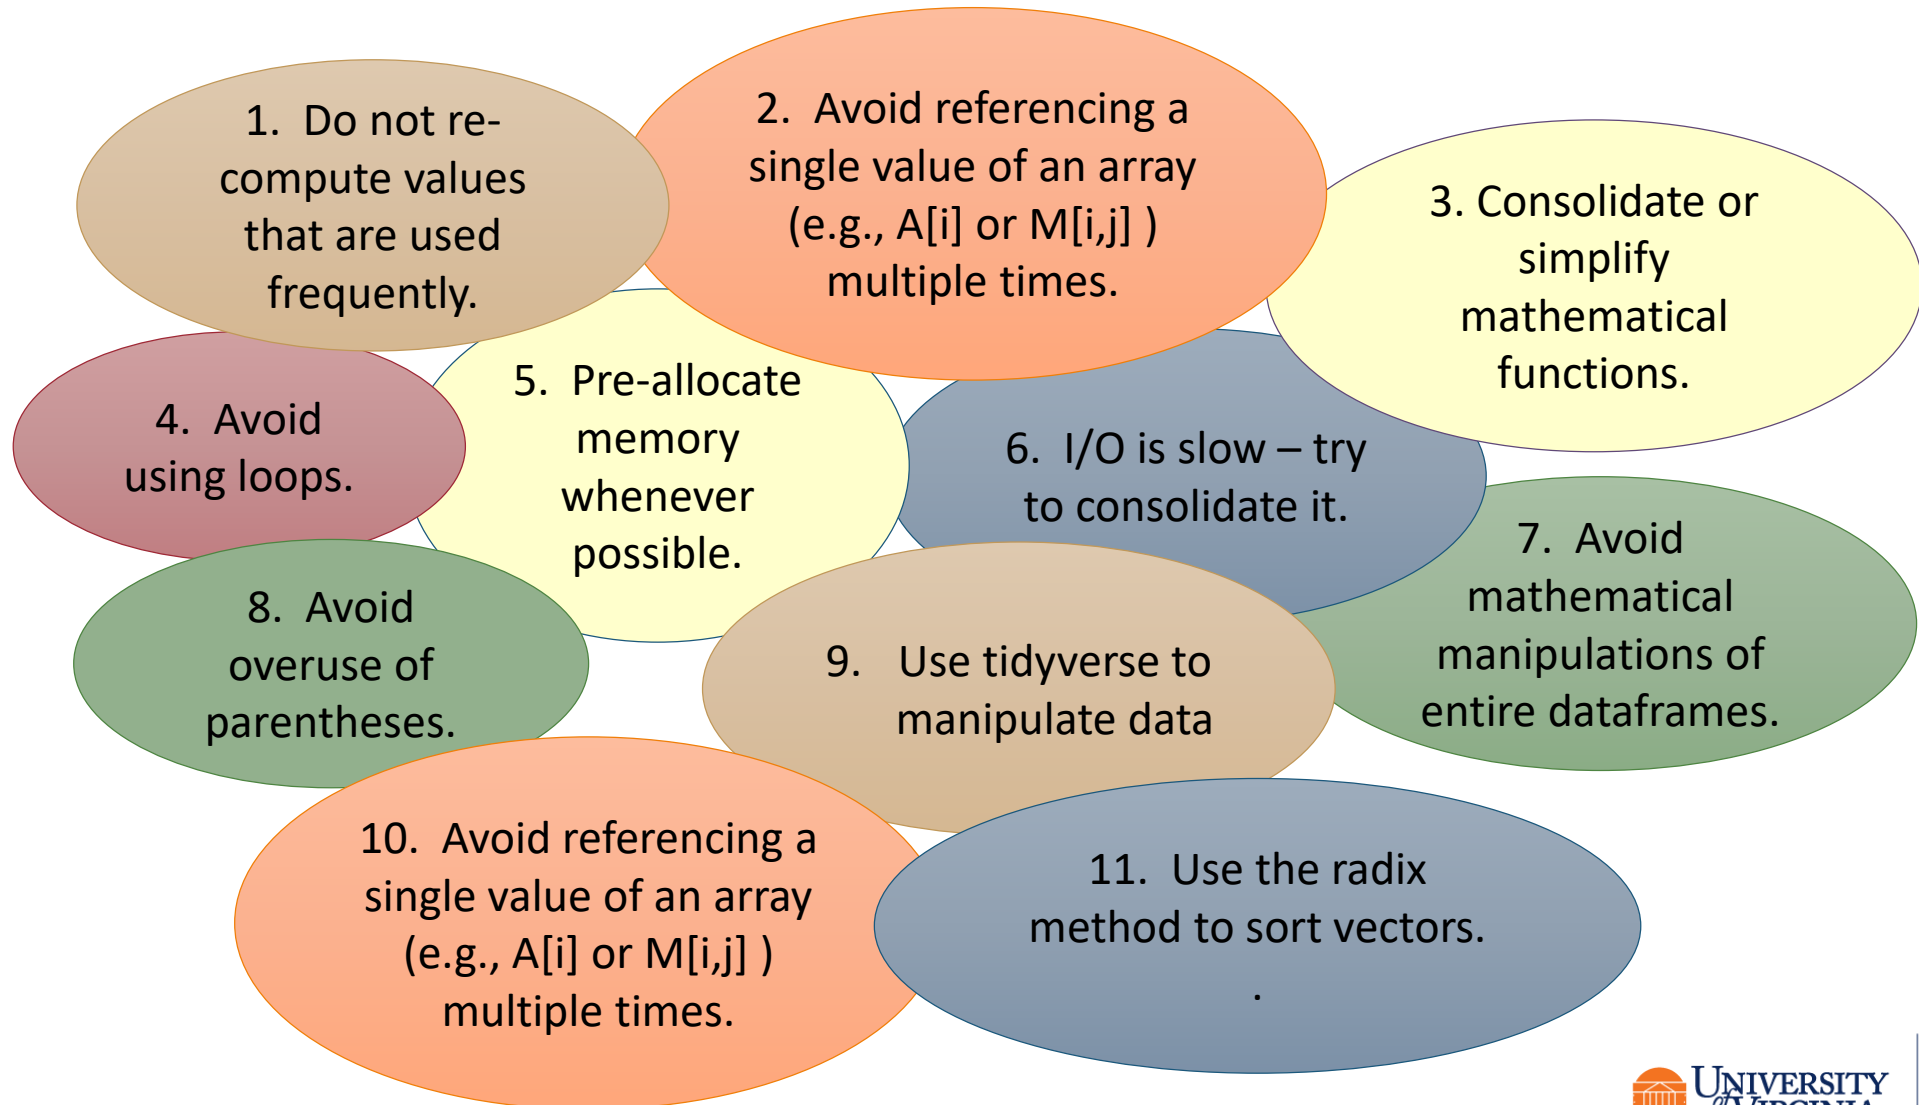 1. Do not re-
compute values
that are used
frequently.
2. Avoid referencing a
single value of an array
(e.g., A[i] or M[i,j] )
multiple times.
3. Consolidate or
simplify
mathematical
functions.
4. Avoid
using loops.
5. Pre-allocate
memory
whenever
possible.
6. I/O is slow – try
to consolidate it.
7. Avoid
mathematical
manipulations of
entire dataframes.
8. Avoid
overuse of
parentheses.
9. Use tidyverse to
manipulate data
10. Avoid referencing a
single value of an array
(e.g., A[i] or M[i,j] )
multiple times.
11. Use the radix
method to sort vectors.
.
UNIVERSITY
of VIRGINIA